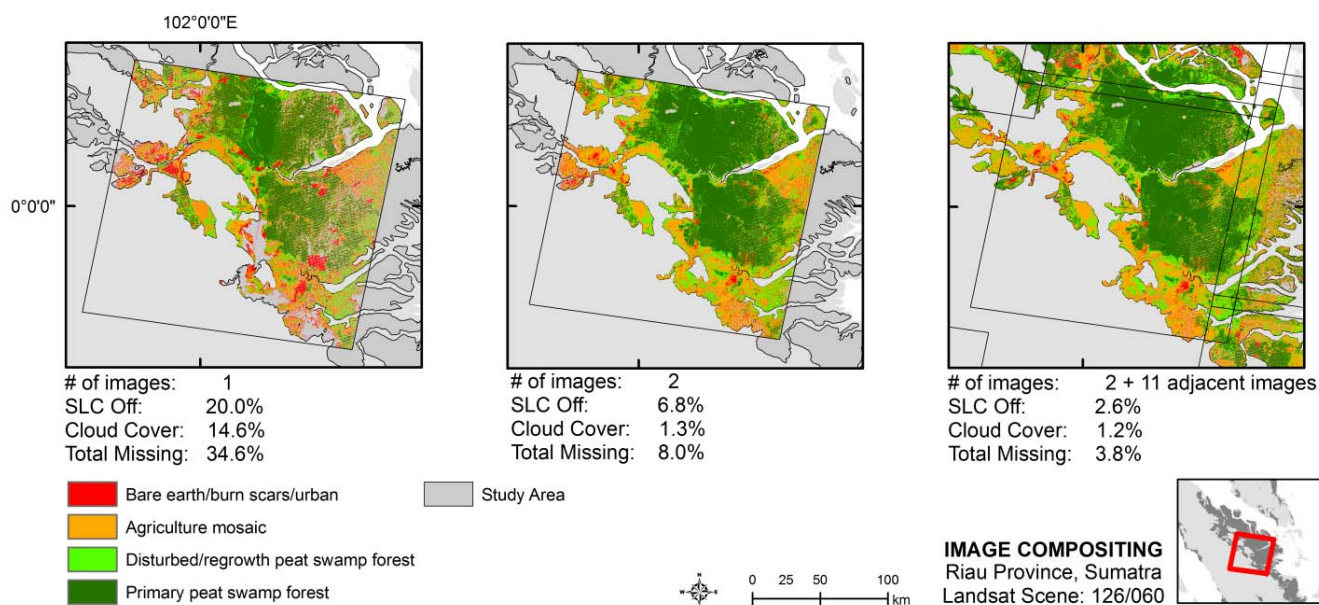 102°0'0"E
0°0'0"
# of images: 1
SLC Off: 20.0%
Cloud Cover: 14.6%
Total Missing: 34.6%
# of images: 2
SLC Off: 6.8%
Cloud Cover: 1.3%
Total Missing: 8.0%
# of images: 2 + 11 adjacent images
SLC Off: 2.6%
Cloud Cover: 1.2%
Total Missing: 3.8%
Bare earth/burn scars/urban
Agriculture mosaic
Disturbed/regrowth peat swamp forest
Primary peat swamp forest
Study Area
N
W E
S
0 25 50 100
km
IMAGE COMPOSITING
Riau Province, Sumatra
Landsat Scene: 126/060